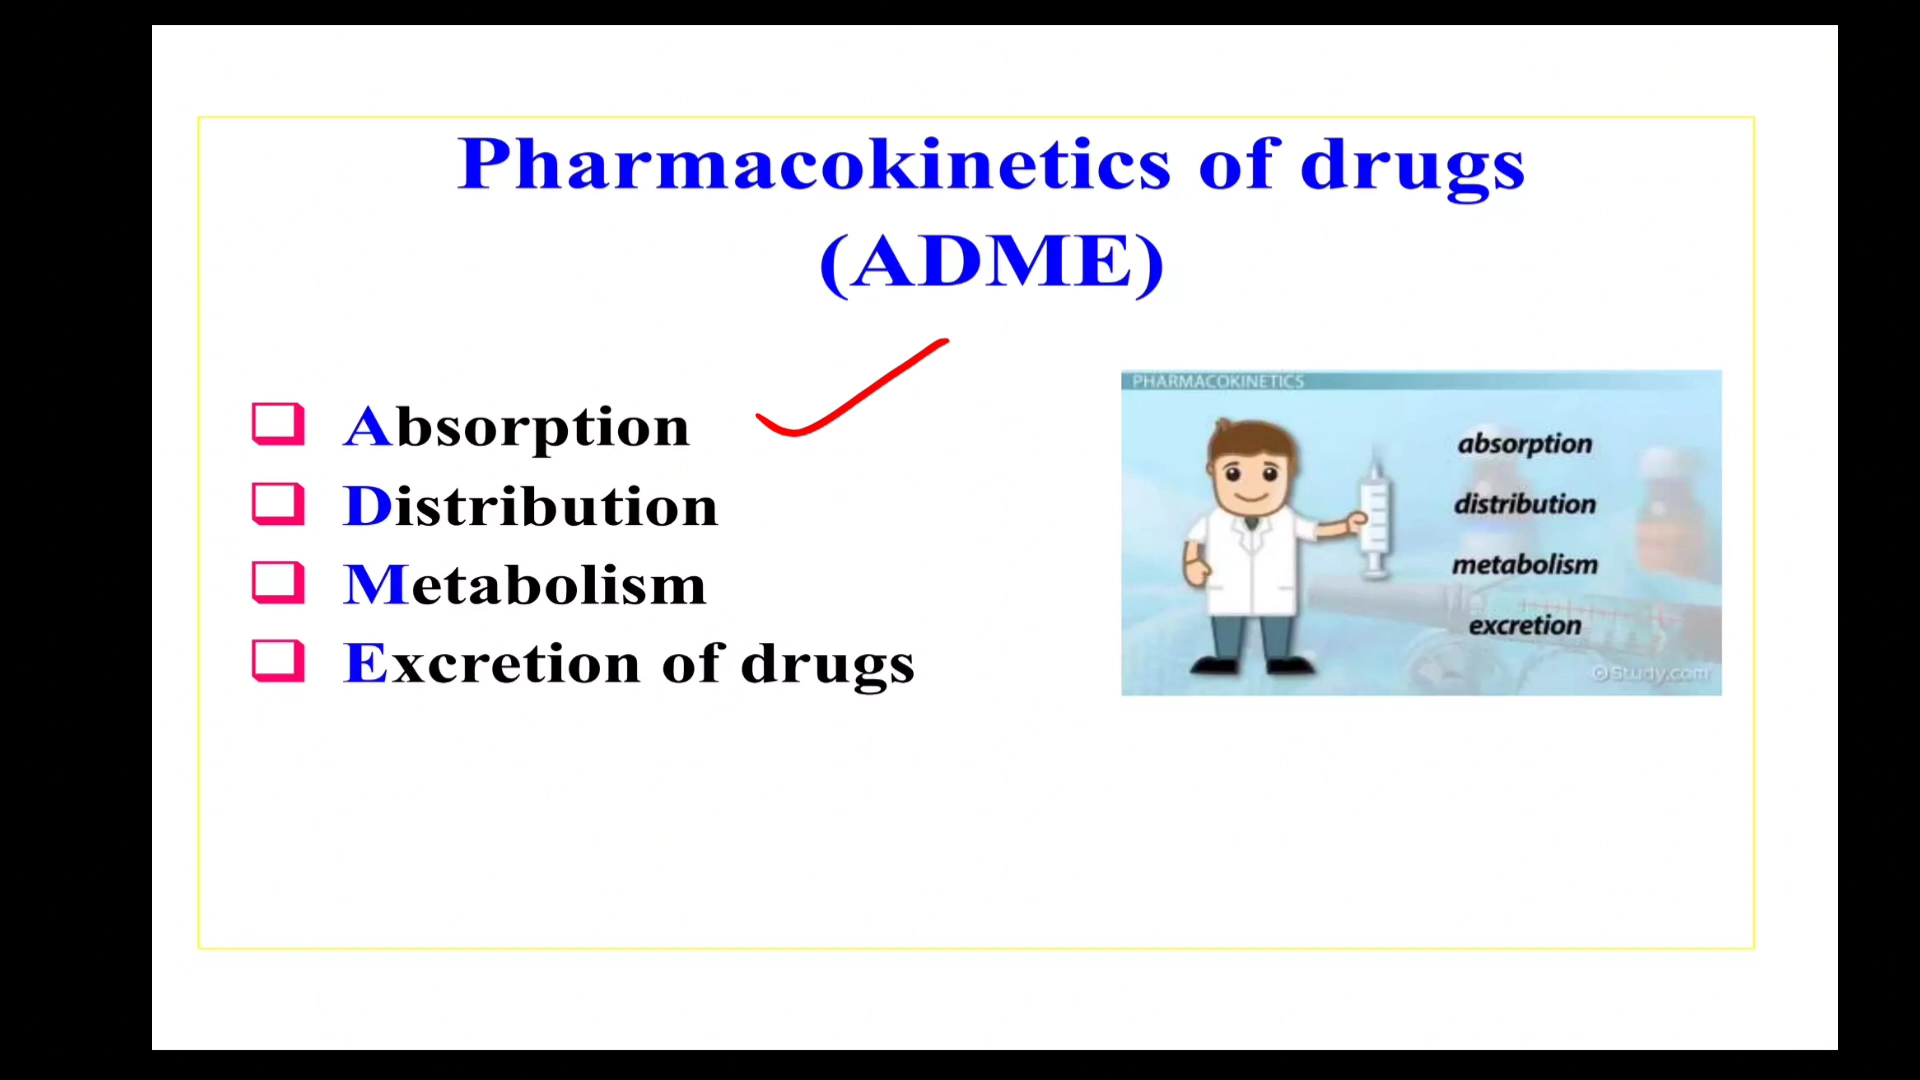 Pharmacokinetics of drugs
(ADME)
Absorption
Distribution
Metabolism
Excretion of drugs
PHARMACOKINETICS
absorption
distribution
metabolism
excretion
Study.com